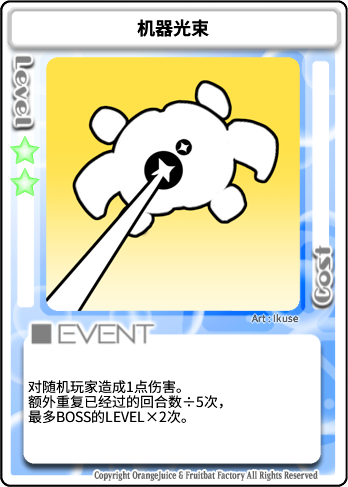 机器光束
Level
Cost
Art : Ikuse
EVENT
对随机玩家造成1点伤害。
额外重复已经过的回合数÷5次，
最多BOSS的LEVEL×2次。
Copyright OrangeJuice & Fruitbat Factory All Rights Reserved